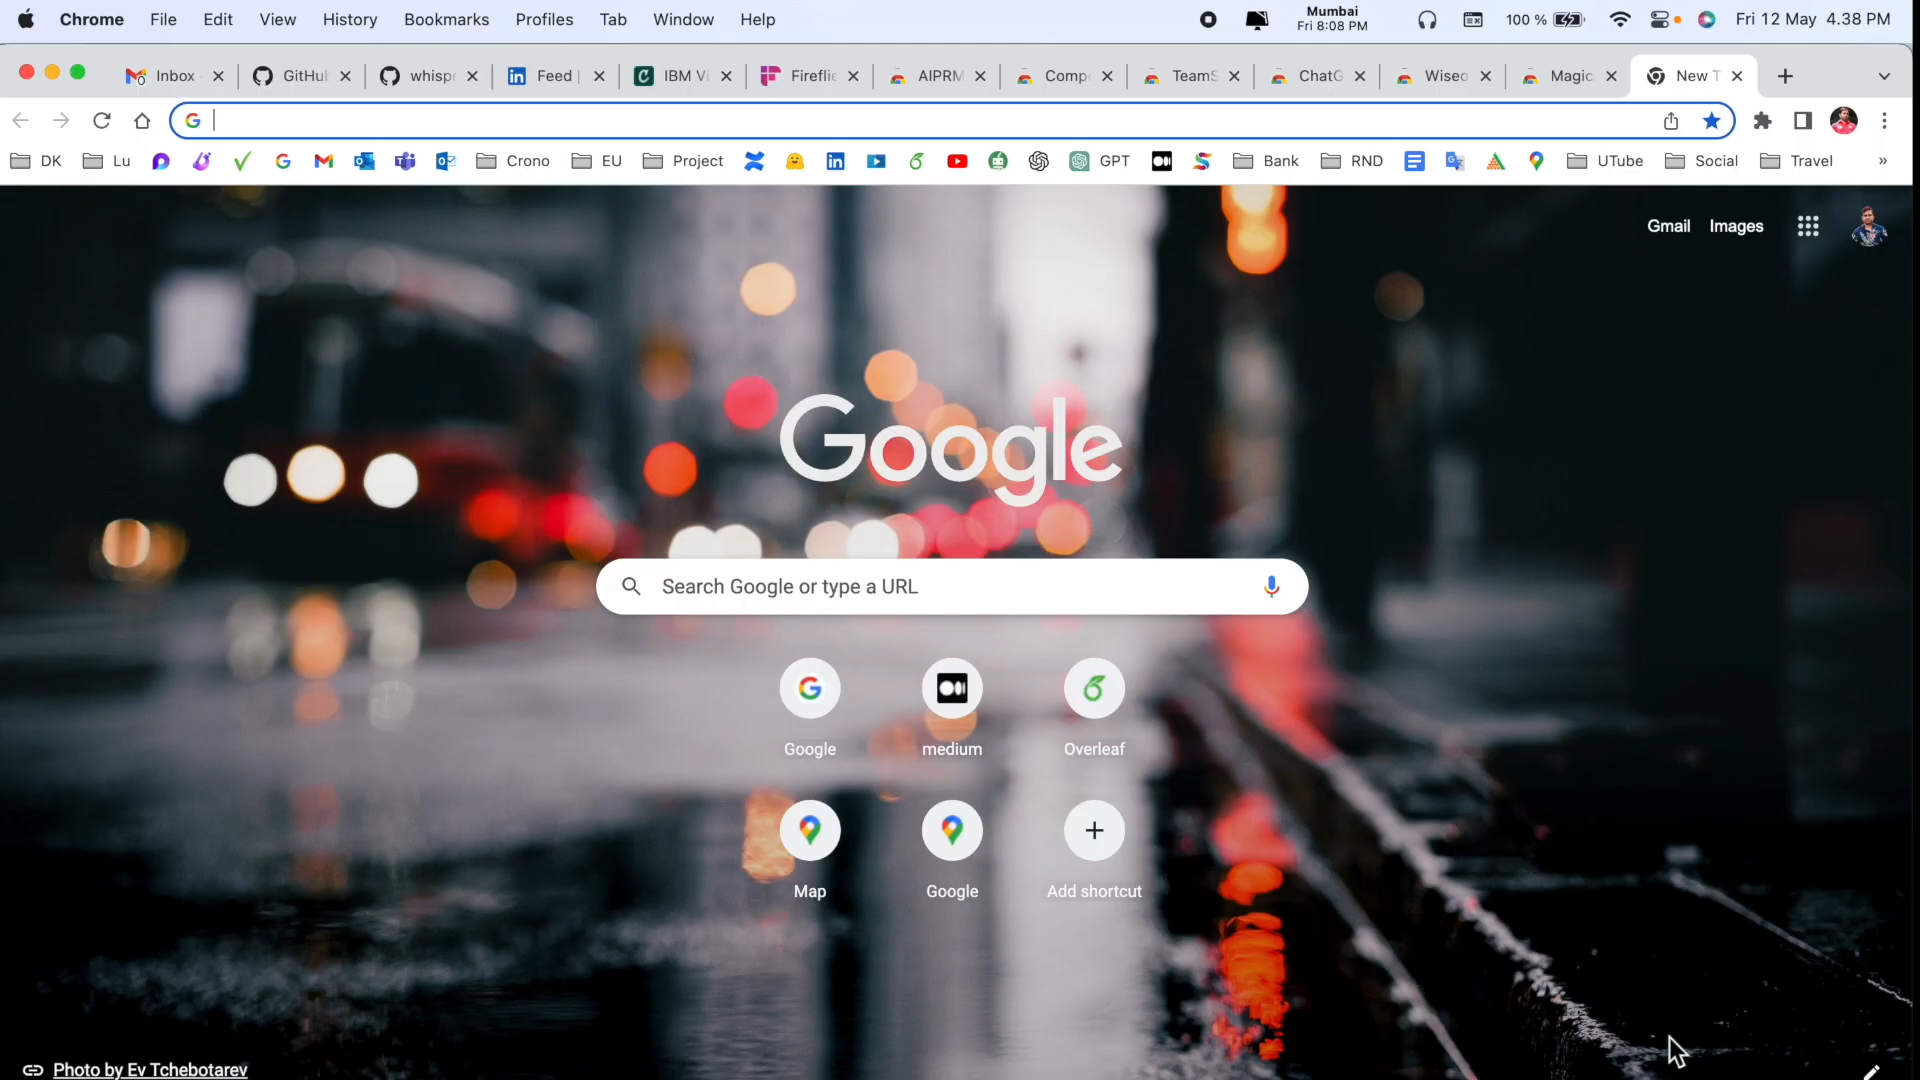 Chrome File Edit View History Bookmarks Profiles Tab Window Help
Mumbai
Fri 8:08 PM
100 %
Fri 12 May 4.38 PM
Inbox GitHub whisp Feed | IBM Vi Fireflie AIPRM Comp TeamS ChatG Wiseo Magic New T
DK Lu Crono EU Project GPT Bank RND UTube Social Travel »
Gmail Images
Google
Search Google or type a URL
Google medium Overleaf
Map Google Add shortcut
Photo by Ev Tchebotarev